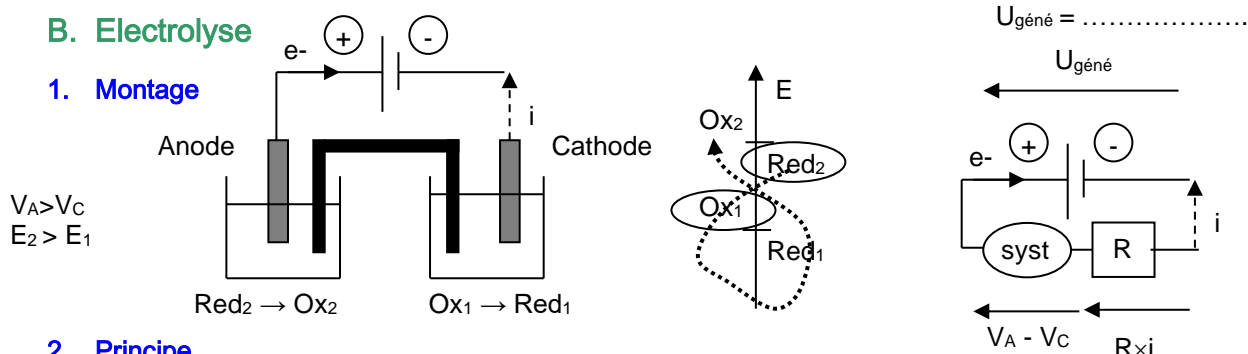 B. Electrolyse
1. Montage
e-
+
-
i
Anode
Cathode
VA>VC
E2 > E1
Red2 → Ox2
Ox1 → Red1
E
Ox2
Red2
Ox1
Red1
Ugéné = ………………….
Ugéné
e-
+
-
i
syst
R
VA - VC
R×i
2. Principe